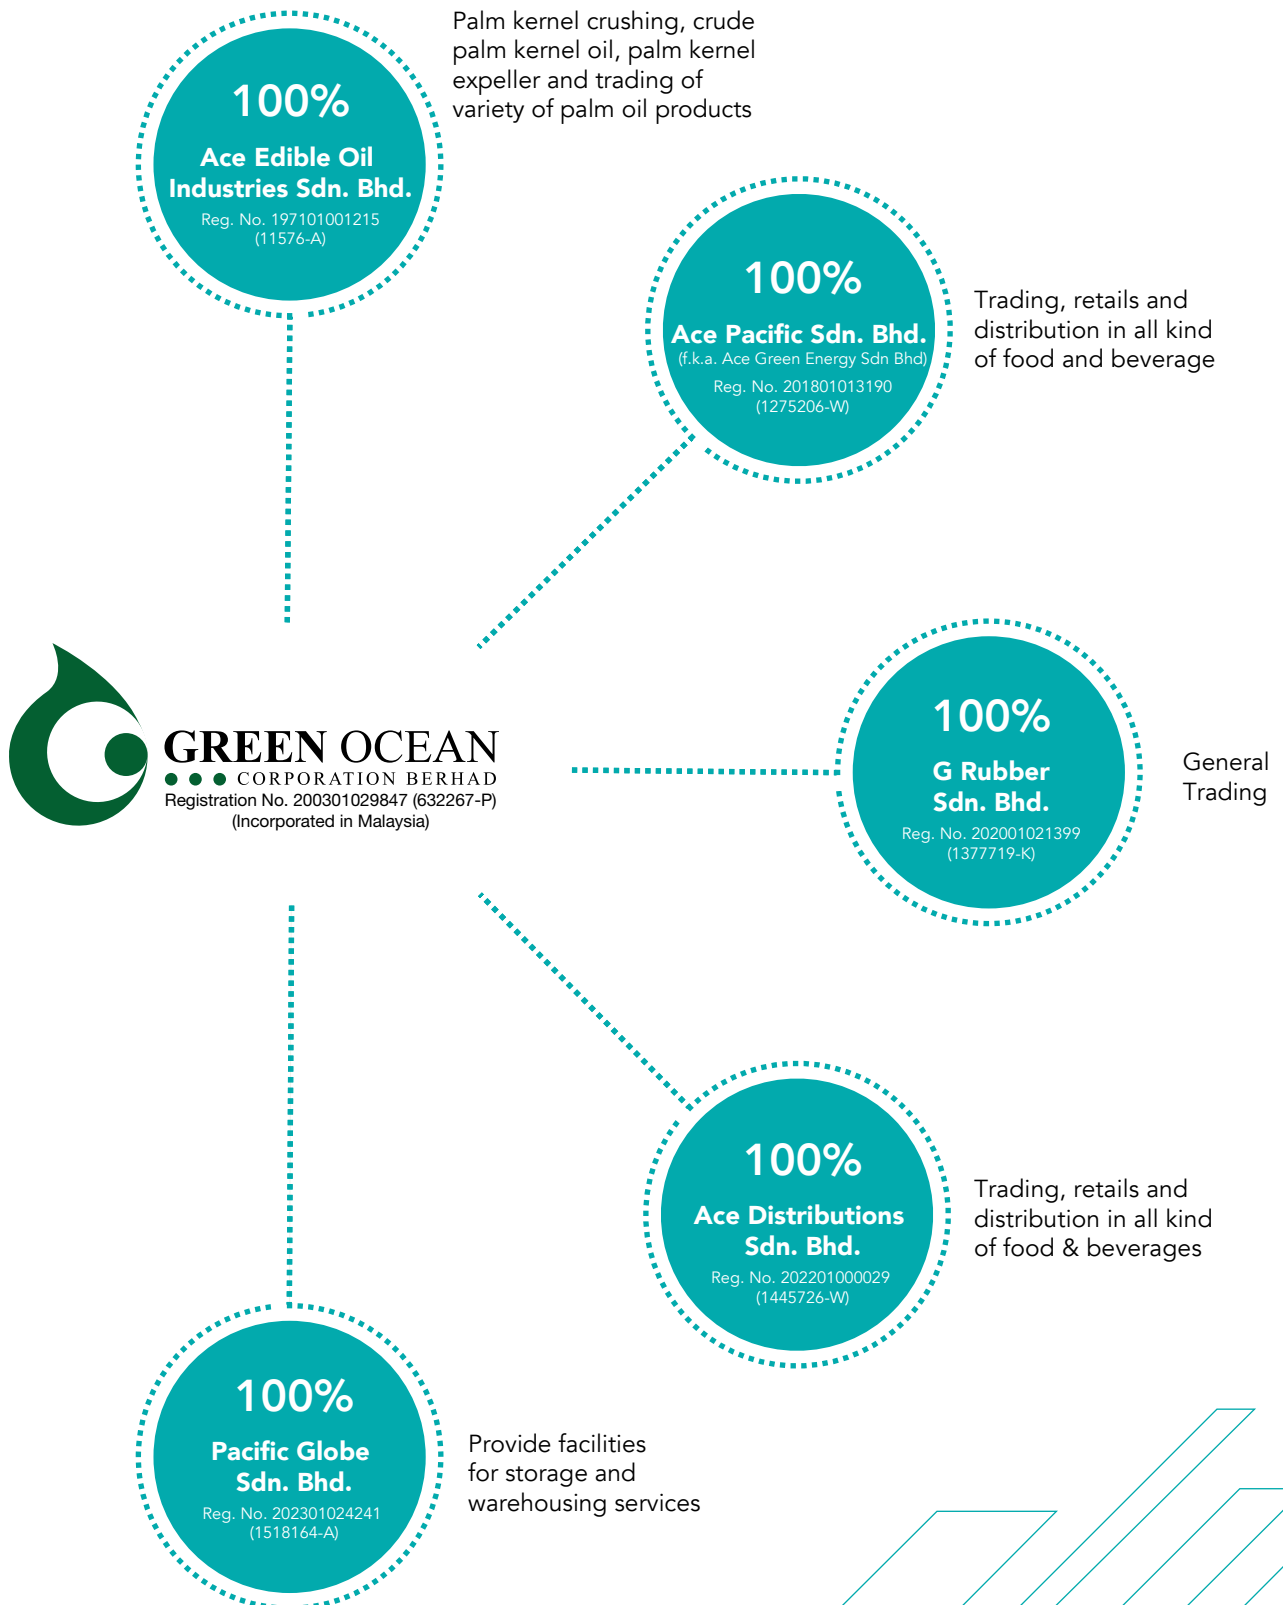 Palm kernel crushing, crude
palm kernel oil, palm kernel
expeller and trading of
variety of palm oil products
100%
Ace Edible Oil
Industries Sdn. Bhd.
Reg. No. 197101001215
(11576-A)
100%
Ace Pacific Sdn. Bhd.
(f.k.a. Ace Green Energy Sdn Bhd)
Reg. No. 201801013190
(1275206-W)
Trading, retails and
distribution in all kind
of food and beverage
GREEN OCEAN
CORPORATION BERHAD
Registration No. 200301029847 (632267-P)
(Incorporated in Malaysia)
100%
G Rubber
Sdn. Bhd.
Reg. No. 202001021399
(1377719-K)
General
Trading
100%
Ace Distributions
Sdn. Bhd.
Reg. No. 202201000029
(1445726-W)
Trading, retails and
distribution in all kind
of food & beverages
100%
Pacific Globe
Sdn. Bhd.
Reg. No. 202301024241
(1518164-A)
Provide facilities
for storage and
warehousing services